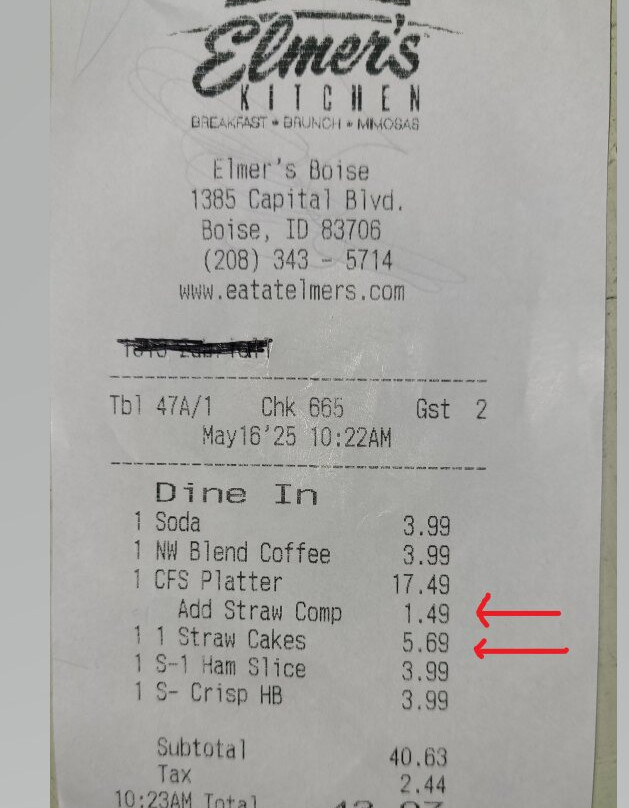 Elmer's
KITCHEN
BREAKFAST • BRUNCH • MIMOSAS
Elmer's Boise
1385 Capital Blvd.
Boise, ID 83706
(208) 343 - 5714
www.eatatelmers.com
Tbl 47A/1 Chk 665 Gst 2
May16'25 10:22AM
Dine In
1 Soda 3.99
1 NW Blend Coffee 3.99
1 CFS Platter 17.49
Add Straw Comp 1.49
1 1 Straw Cakes 5.69
1 S-1 Ham Slice 3.99
1 S- Crisp HB 3.99
Subtotal 40.63
Tax 2.44
10:23AM Total